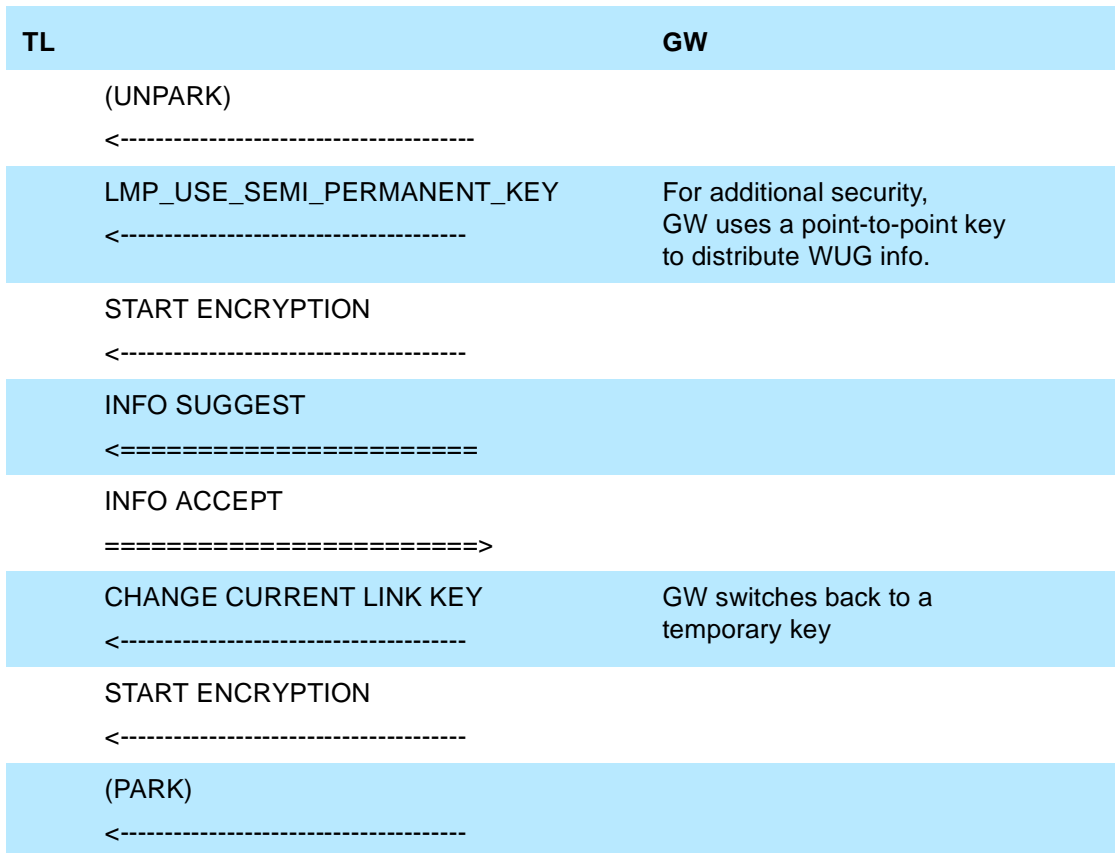 TL GW
(UNPARK)
<----------------------------------------
LMP_USE_SEMI_PERMANENT_KEY For additional security,
<--------------------------------------- GW uses a point-to-point key
to distribute WUG info.
START ENCRYPTION
<---------------------------------------
INFO SUGGEST
<=======================
INFO ACCEPT
========================>
CHANGE CURRENT LINK KEY GW switches back to a
<--------------------------------------- temporary key
START ENCRYPTION
<---------------------------------------
(PARK)
<---------------------------------------